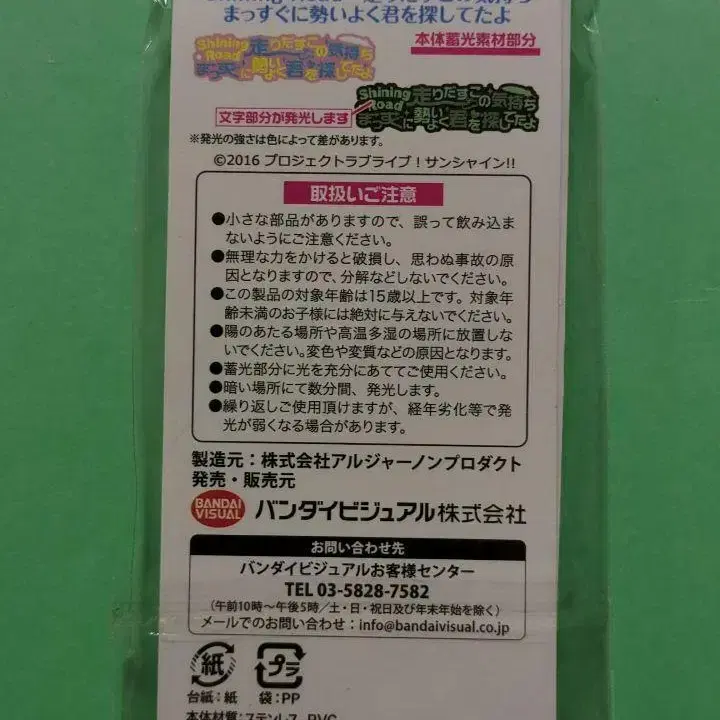 まっすぐに勢いよく君を探してたよ
本体蓄光素材部分
Shining Road 走りだすこの気持ち
まっすぐに勢いよく君を探してたよ
Shining Road 走りだすこの気持ち
まっすぐに勢いよく君を探してたよ
文字部分が発光します
※発光の強さは色によって差があります。
©2016 プロジェクトラブライブ！サンシャイン!!
取扱いご注意
●小さな部品がありますので、誤って飲み込ま
ないようにご注意ください。
●無理な力をかけると破損し、思わぬ事故の原
因となりますので、分解などしないでください。
●この製品の対象年齢は15歳以上です。対象年
齢未満のお子様には絶対に与えないでください。
●陽のあたる場所や高温多湿の場所に放置しな
いでください。変色や変質などの原因となります。
●蓄光部分に光を充分にあててご使用ください。
●暗い場所にて数分間、発光します。
●繰り返しご使用頂けますが、経年劣化等で発
光が弱くなる場合があります。
製造元：株式会社アルジャーノンプロダクト
発売・販売元
BANDAI VISUAL バンダイビジュアル株式会社
お問い合わせ先
バンダイビジュアルお客様センター
TEL 03-5828-7582
（午前10時～午後5時／土・日・祝日及び年末年始を除く）
メールでのお問い合わせ：info@bandaivisual.co.jp
紙 プラ
台紙：紙 袋：PP
本体材質：ステンレス、PVC